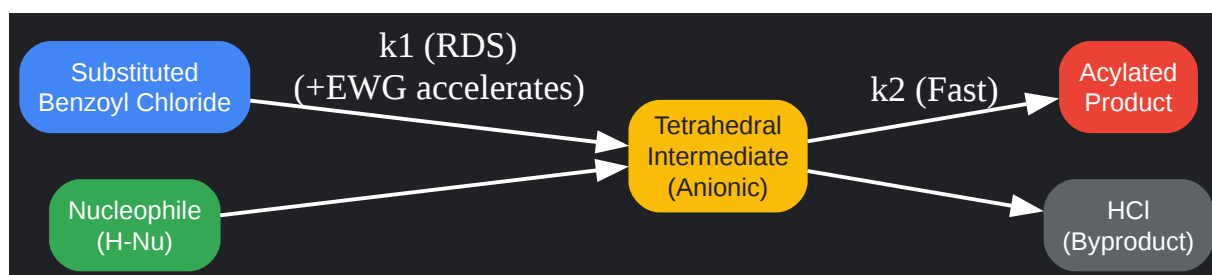 Substituted
Benzoyl Chloride
k1 (RDS)
(+EWG accelerates)
Nucleophile
(H-Nu)
Tetrahedral
Intermediate
(Anionic)
k2 (Fast)
Acylated
Product
HCl
(Byproduct)